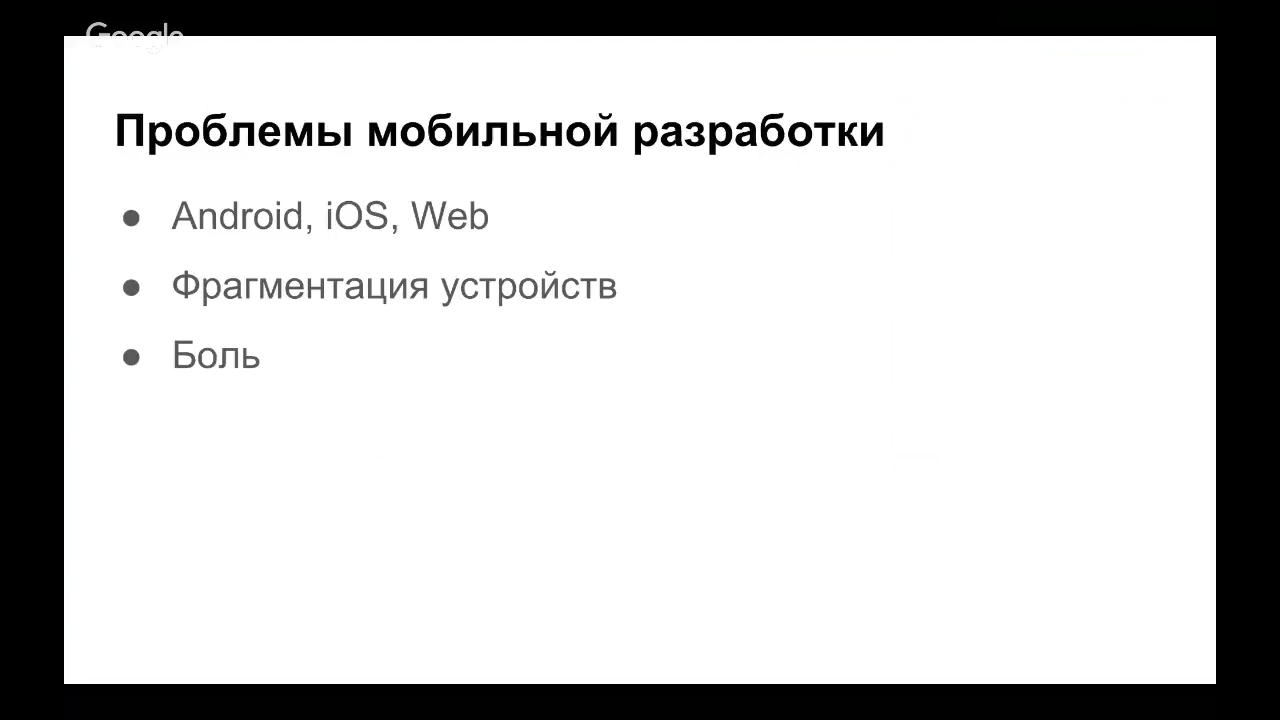 Google
Проблемы мобильной разработки
● Android, iOS, Web
● Фрагментация устройств
● Боль